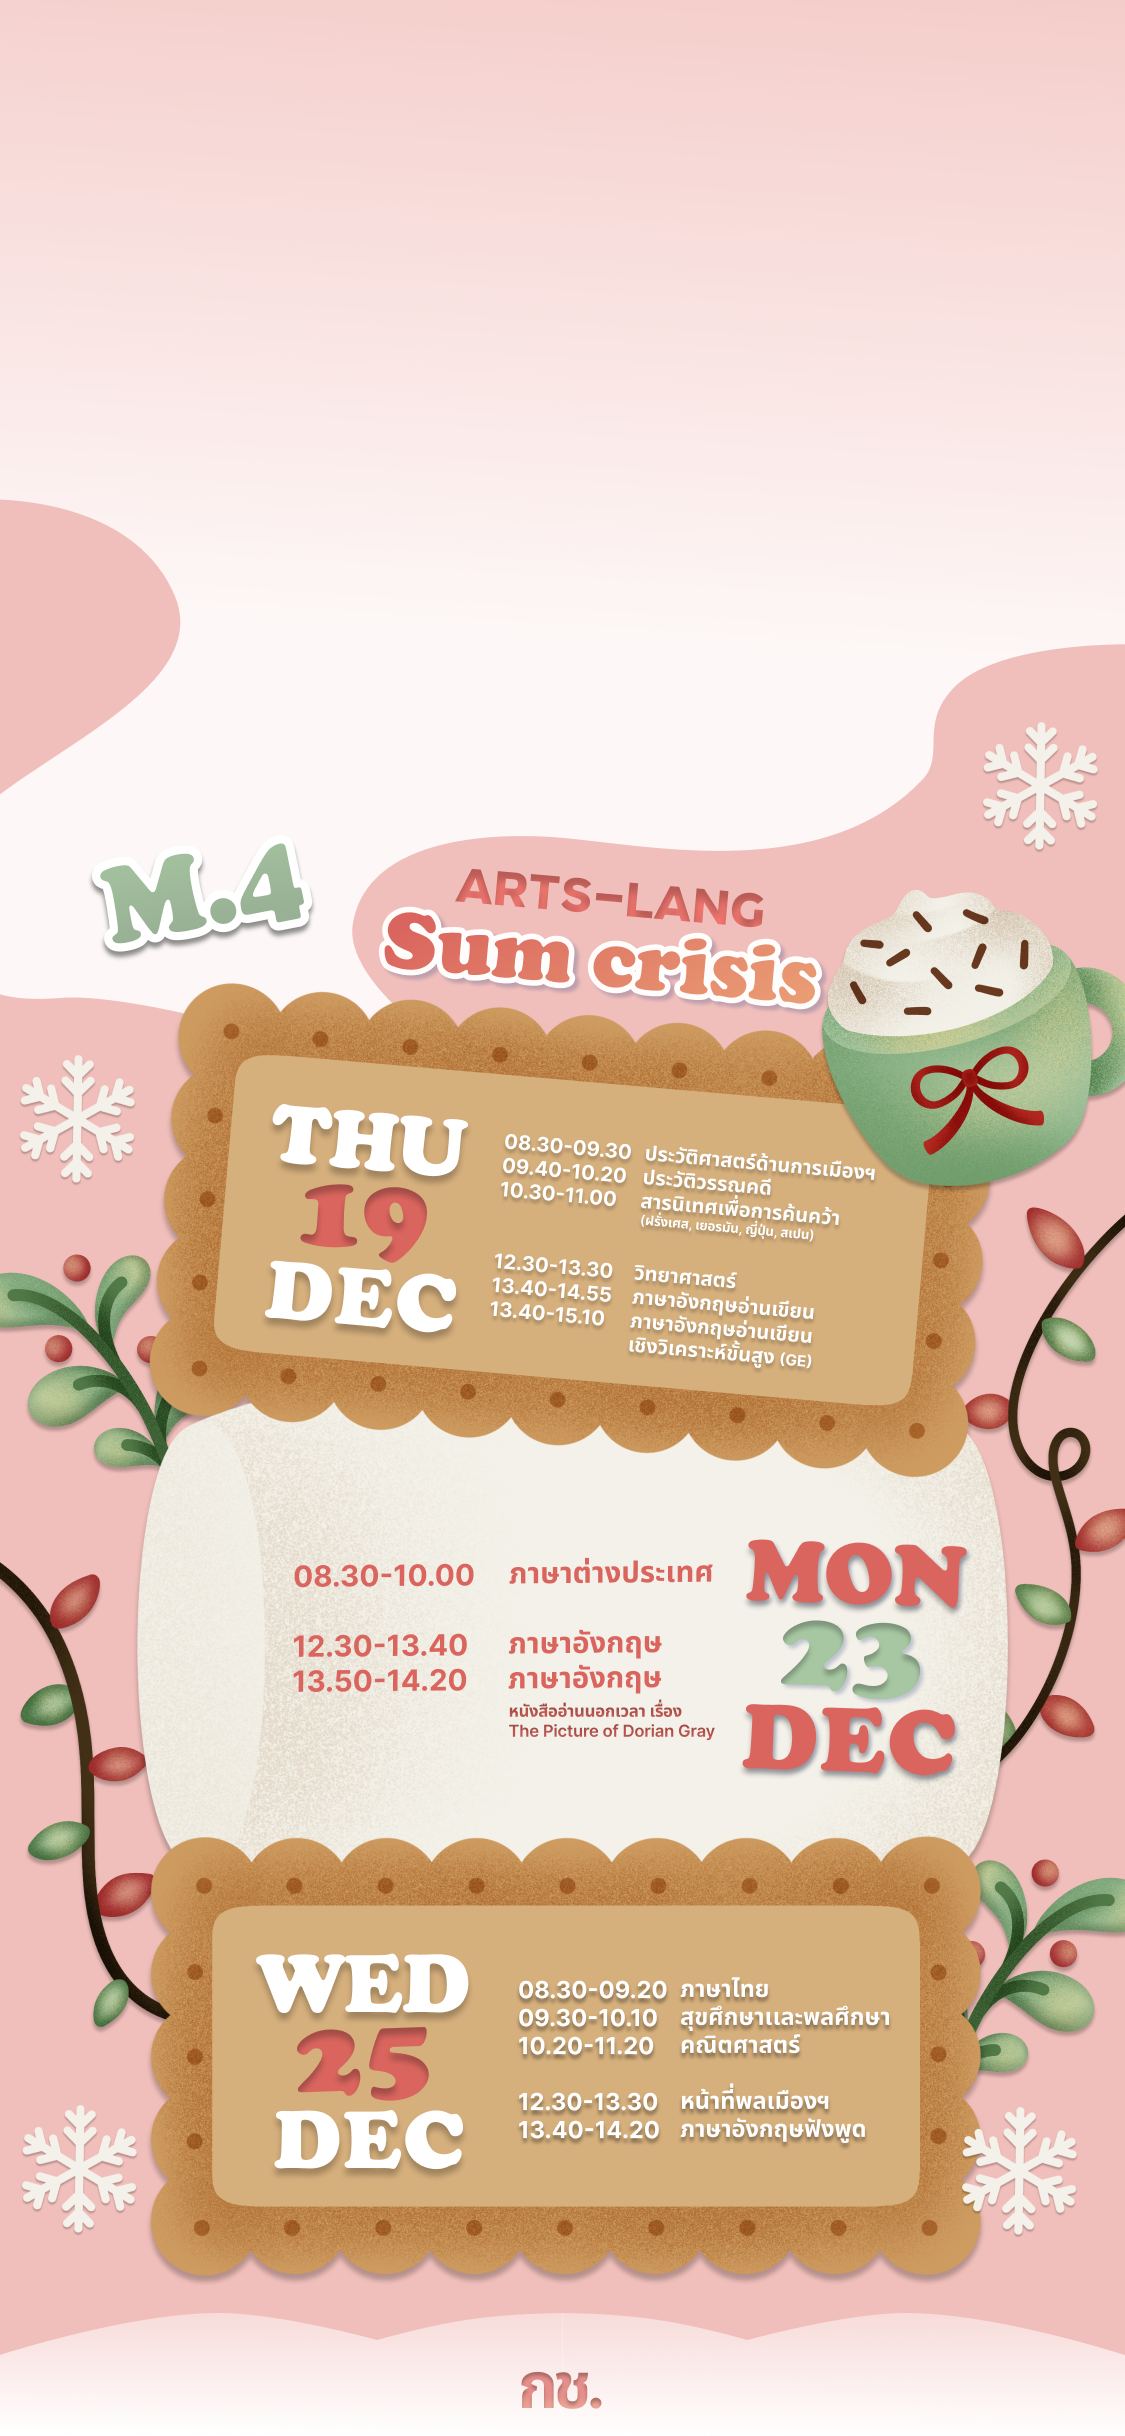 M.4
ARTS–LANG
Sum crisis
THU
19
DEC
08.30-09.30 ประวัติศาสตร์ด้านการเมืองฯ
09.40-10.20 ประวัติวรรณคดี
10.30-11.00 สารนิเทศเพื่อการค้นคว้า
(ฝรั่งเศส, เยอรมัน, ญี่ปุ่น, สเปน)
12.30-13.30 วิทยาศาสตร์
13.40-14.55 ภาษาอังกฤษอ่านเขียน
13.40-15.10 ภาษาอังกฤษอ่านเขียน
เชิงวิเคราะห์ขั้นสูง (GE)
08.30-10.00 ภาษาต่างประเทศ
12.30-13.40 ภาษาอังกฤษ
13.50-14.20 ภาษาอังกฤษ
หนังสืออ่านนอกเวลา เรื่อง
The Picture of Dorian Gray
MON
23
DEC
WED
25
DEC
08.30-09.20 ภาษาไทย
09.30-10.10 สุขศึกษาและพลศึกษา
10.20-11.20 คณิตศาสตร์
12.30-13.30 หน้าที่พลเมืองฯ
13.40-14.20 ภาษาอังกฤษฟังพูด
กช.